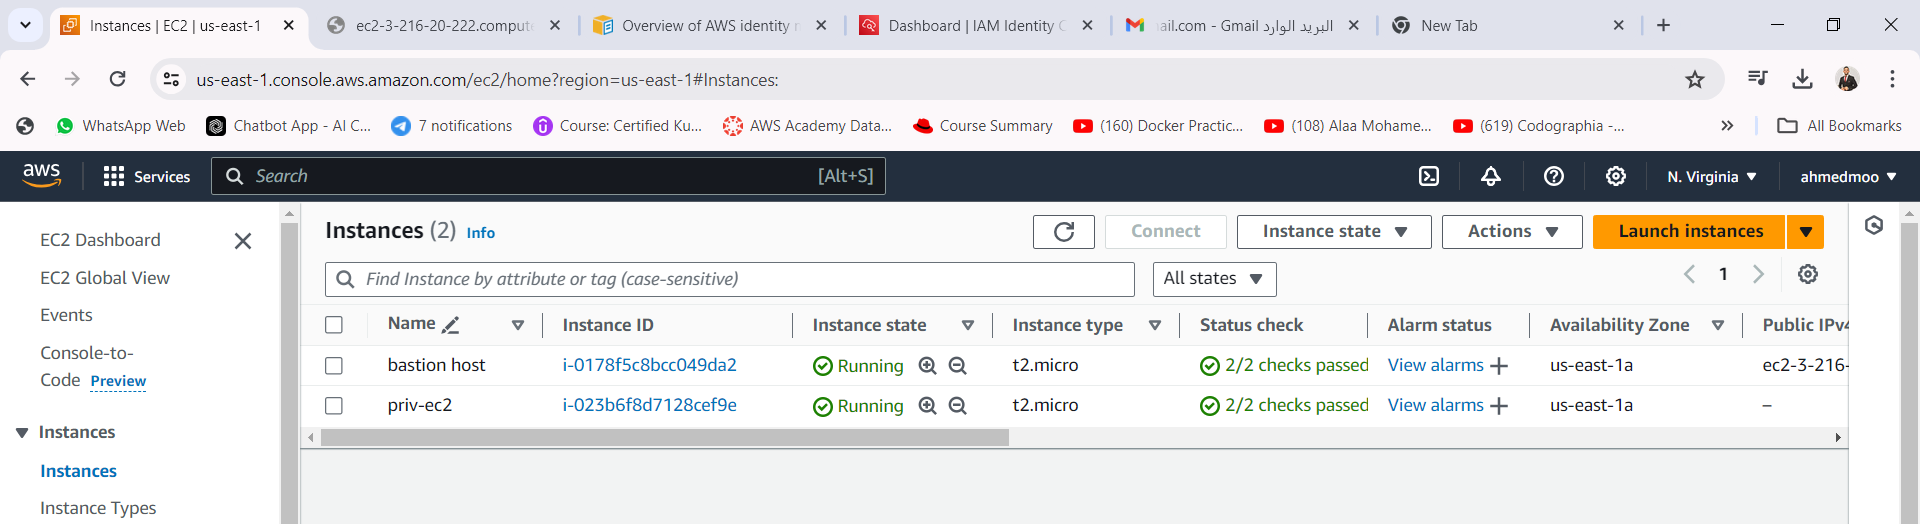 Instances | EC2 | us-east-1
ec2-3-216-20-222.compute
Overview of AWS identity
Dashboard | IAM Identity C
ail.com - Gmail البريد الوارد
New Tab
us-east-1.console.aws.amazon.com/ec2/home?region=us-east-1#Instances:
WhatsApp Web
Chatbot App - AI C...
7 notifications
Course: Certified Ku...
AWS Academy Data...
Course Summary
(160) Docker Practic...
(108) Alaa Mohame...
(619) Codographia -...
All Bookmarks
aws
Services
Search
[Alt+S]
N. Virginia
ahmedmoo
EC2 Dashboard
EC2 Global View
Events
Console-to-
Code Preview
Instances
Instances
Instance Types
Instances (2) Info
Connect
Instance state
Actions
Launch instances
Find Instance by attribute or tag (case-sensitive)
All states
1
Name Instance ID Instance state Instance type Status check Alarm status Availability Zone Public IPv4
bastion host i-0178f5c8bcc049da2 Running t2.micro 2/2 checks passed View alarms + us-east-1a ec2-3-216-
priv-ec2 i-023b6f8d7128cef9e Running t2.micro 2/2 checks passed View alarms + us-east-1a –